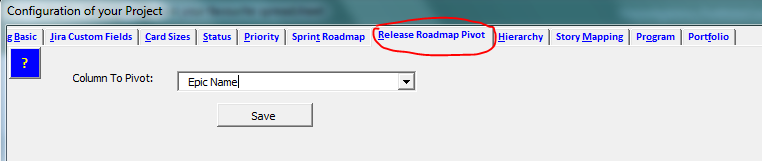 Configuration of your Project
g Basic Jira Custom Fields Card Sizes Status Priority Sprint Roadmap Release Roadmap Pivot Hierarchy Story Mapping Program Portfolio
?
Column To Pivot: Epic Name
Save